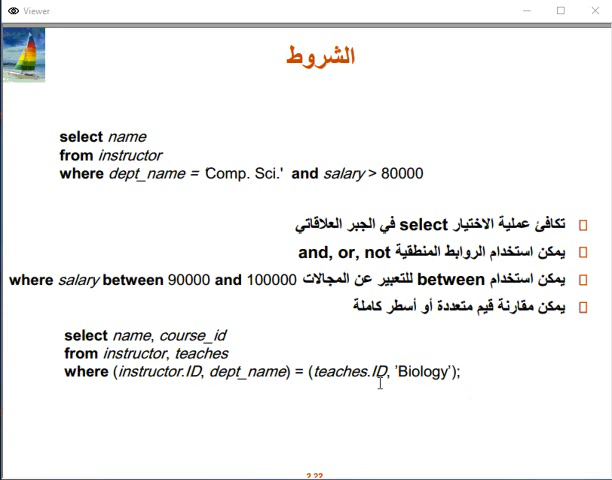 Viewer
الشروط
select name
from instructor
where dept_name = 'Comp. Sci.' and salary > 80000
تكافئ عملية الاختيار select في الجبر العلاقاتي
يمكن استخدام الروابط المنطقية and, or, not
يمكن استخدام between للتعبير عن المجالات where salary between 90000 and 100000
يمكن مقارنة قيم متعددة أو أسطر كاملة
select name, course_id
from instructor, teaches
where (instructor.ID, dept_name) = (teaches.ID, 'Biology');